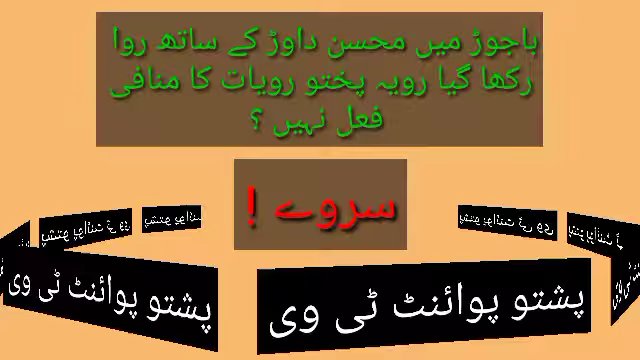 باجوڑ میں محسن داوڑ کے ساتھ روا
رکھا گیا رویہ پختو رویات کا منافی
فعل نہیں ؟
سروے !
پشتو پوائنٹ ٹی وی
پشتو پوائنٹ ٹی وی